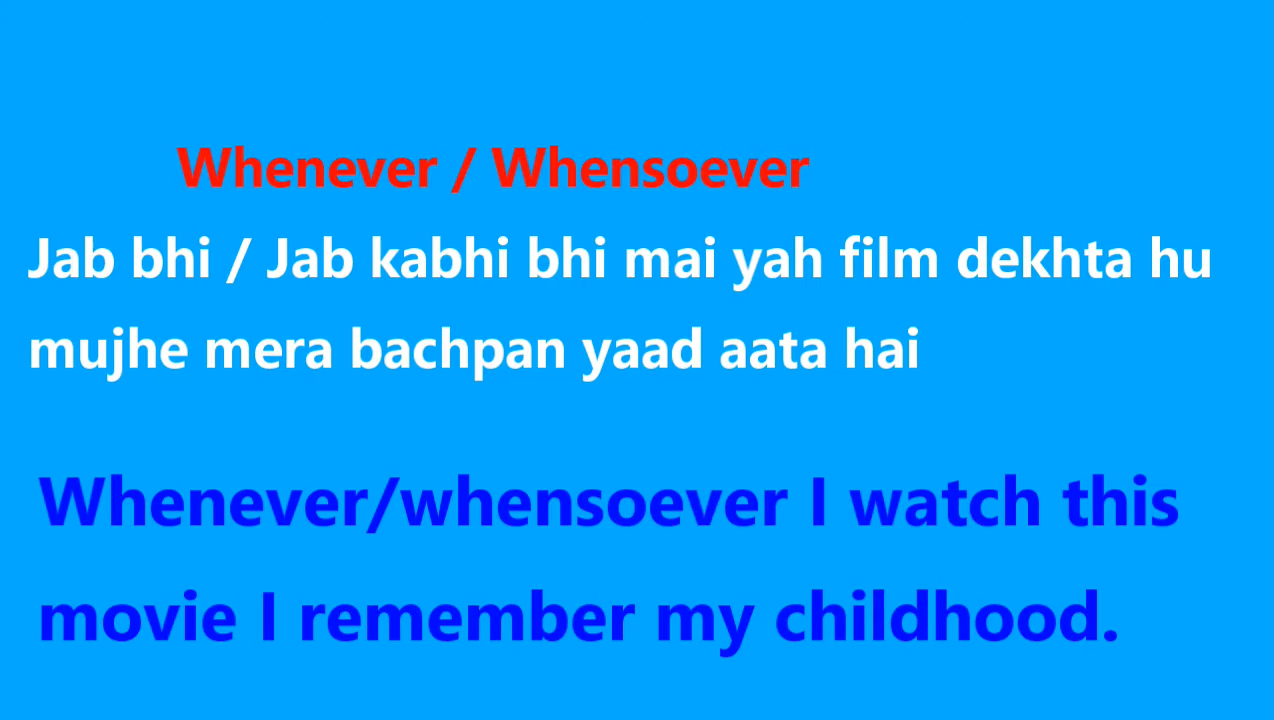 Whenever / Whensoever
Jab bhi / Jab kabhi bhi mai yah film dekhta hu
mujhe mera bachpan yaad aata hai
Whenever/whensoever I watch this
movie I remember my childhood.